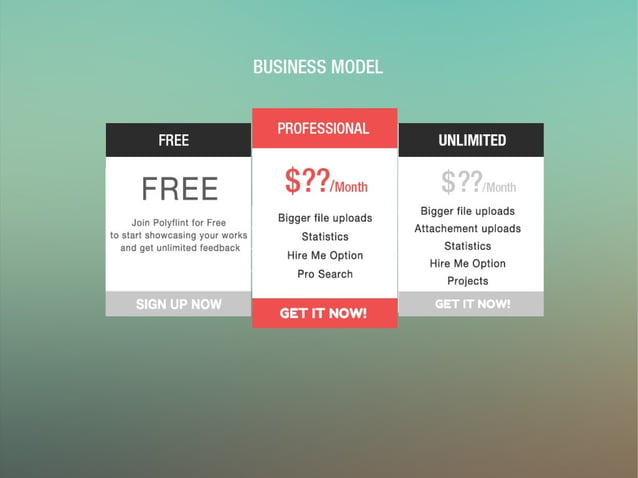 BUSINESS MODEL
FREE
FREE
Join Polyflint for Free
to start showcasing your works
and get unlimited feedback
SIGN UP NOW
PROFESSIONAL
$??/Month
Bigger file uploads
Statistics
Hire Me Option
Pro Search
GET IT NOW!
UNLIMITED
$??/Month
Bigger file uploads
Attachement uploads
Statistics
Hire Me Option
Projects
GET IT NOW!